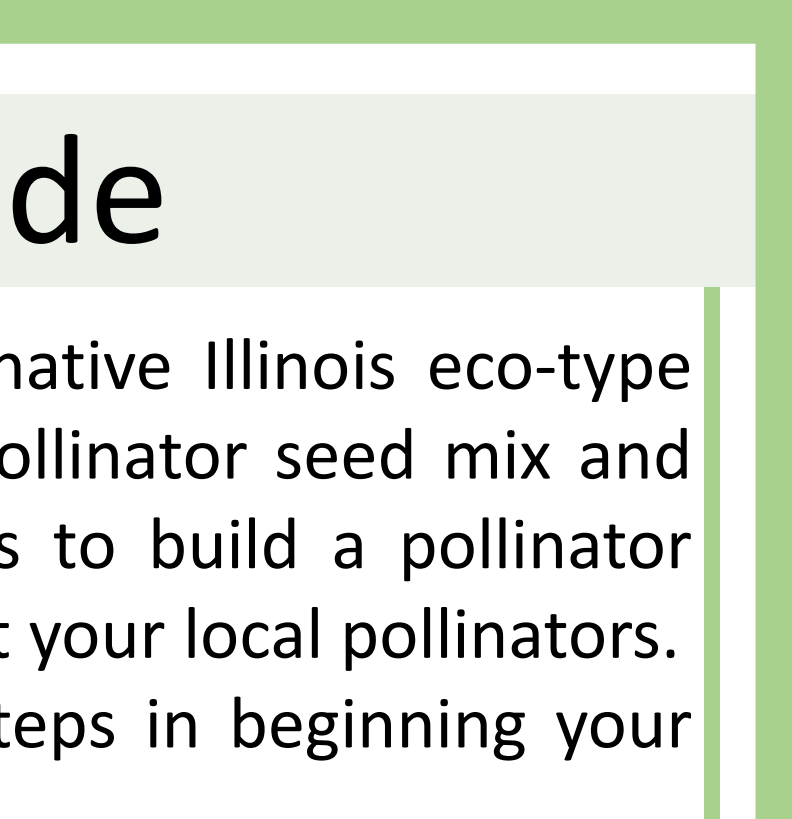 de
native Illinois eco-type
ollinator seed mix and
s to build a pollinator
t your local pollinators.
teps in beginning your